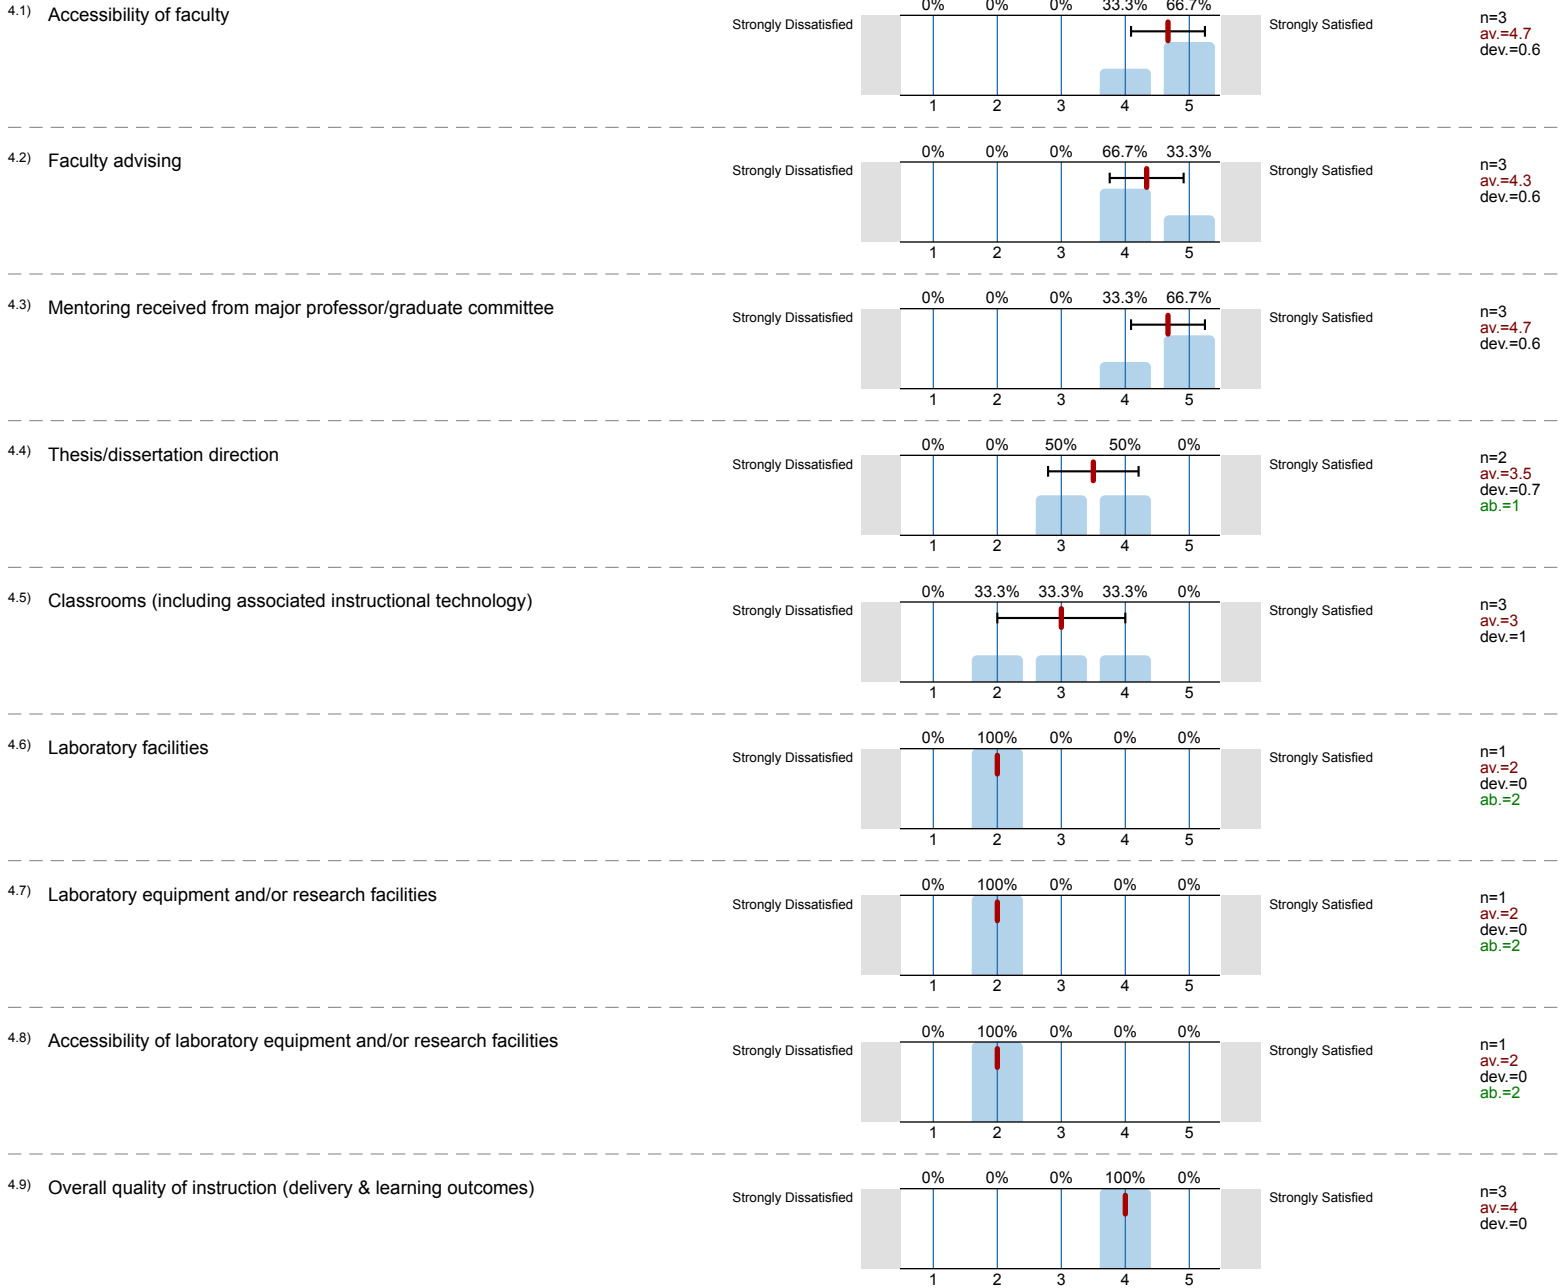 4.1) Accessibility of faculty
0% 0% 0% 33.3% 66.7%
Strongly Dissatisfied
Strongly Satisfied
n=3
av.=4.7
dev.=0.6
1 2 3 4 5
4.2) Faculty advising
0% 0% 0% 66.7% 33.3%
Strongly Dissatisfied
Strongly Satisfied
n=3
av.=4.3
dev.=0.6
1 2 3 4 5
4.3) Mentoring received from major professor/graduate committee
0% 0% 0% 33.3% 66.7%
Strongly Dissatisfied
Strongly Satisfied
n=3
av.=4.7
dev.=0.6
1 2 3 4 5
4.4) Thesis/dissertation direction
0% 0% 50% 50% 0%
Strongly Dissatisfied
Strongly Satisfied
n=2
av.=3.5
dev.=0.7
ab.=1
1 2 3 4 5
4.5) Classrooms (including associated instructional technology)
0% 33.3% 33.3% 33.3% 0%
Strongly Dissatisfied
Strongly Satisfied
n=3
av.=3
dev.=1
1 2 3 4 5
4.6) Laboratory facilities
0% 100% 0% 0% 0%
Strongly Dissatisfied
Strongly Satisfied
n=1
av.=2
dev.=0
ab.=2
1 2 3 4 5
4.7) Laboratory equipment and/or research facilities
0% 100% 0% 0% 0%
Strongly Dissatisfied
Strongly Satisfied
n=1
av.=2
dev.=0
ab.=2
1 2 3 4 5
4.8) Accessibility of laboratory equipment and/or research facilities
0% 100% 0% 0% 0%
Strongly Dissatisfied
Strongly Satisfied
n=1
av.=2
dev.=0
ab.=2
1 2 3 4 5
4.9) Overall quality of instruction (delivery & learning outcomes)
0% 0% 0% 100% 0%
Strongly Dissatisfied
Strongly Satisfied
n=3
av.=4
dev.=0
1 2 3 4 5